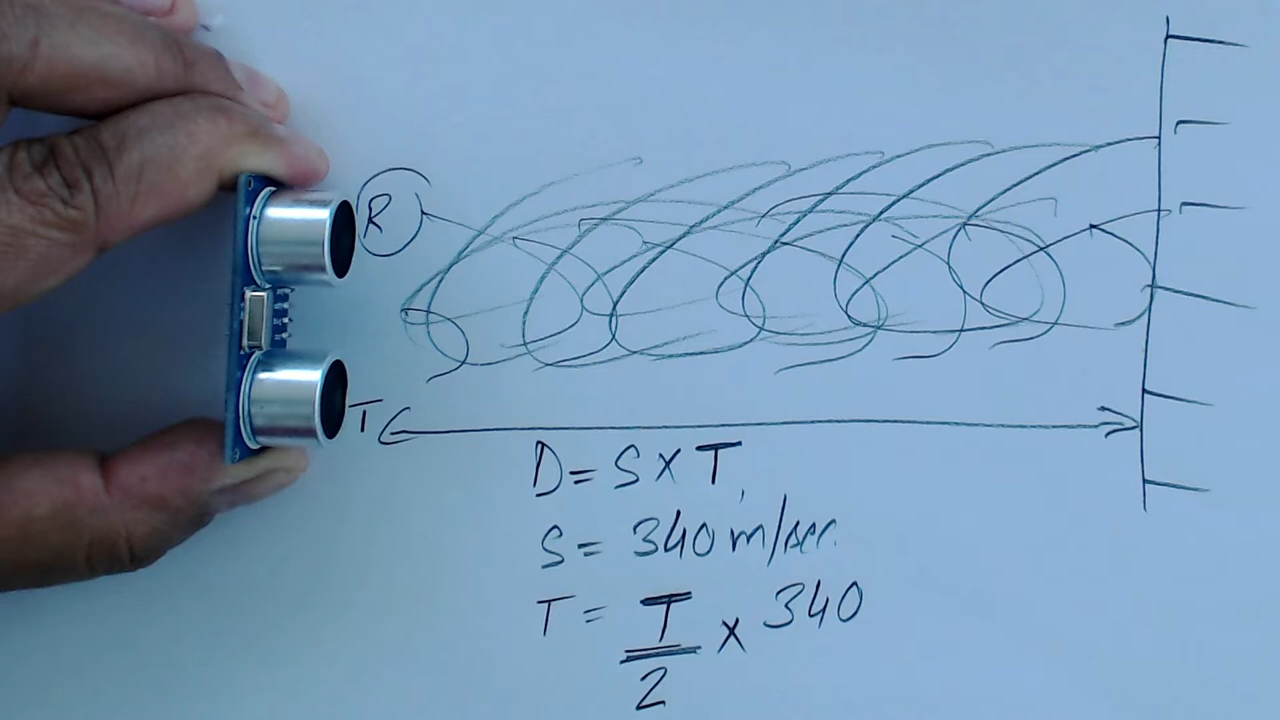 R
T
D = S × T
S = 340 m/sec.
T = T/2 × 340